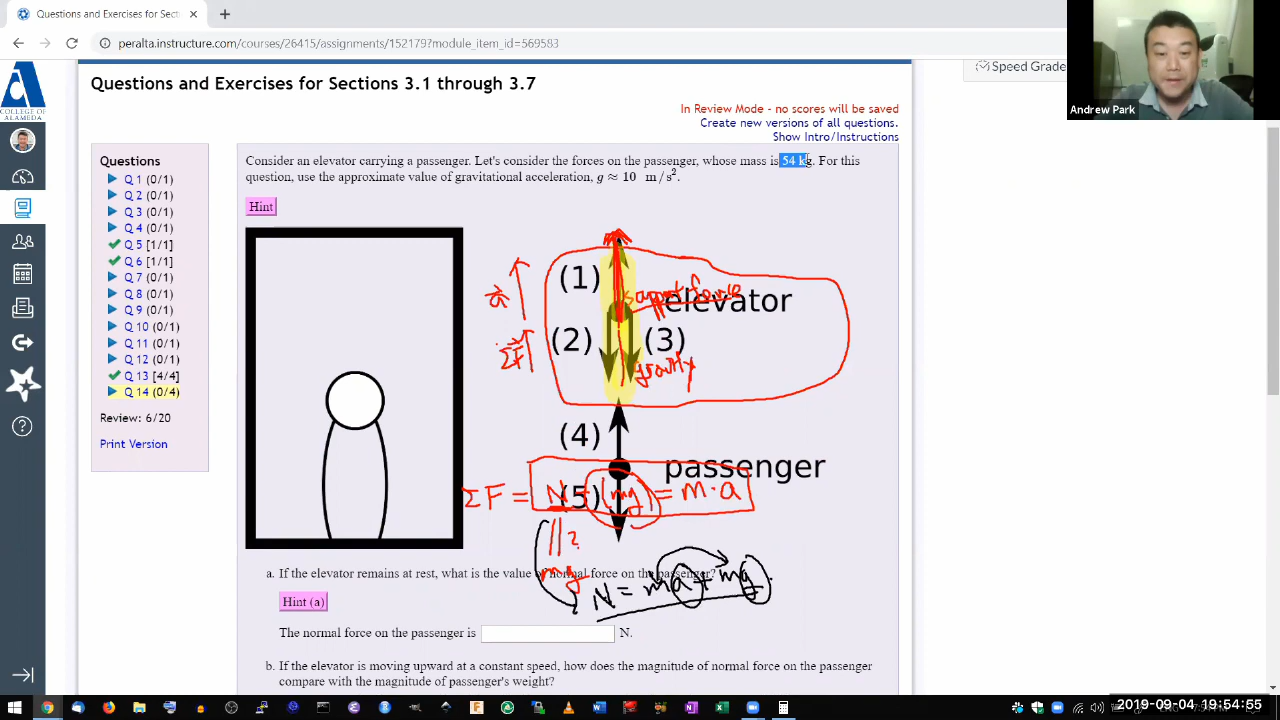 Questions and Exercises for Sec
peralta.instructure.com/courses/26415/assignments/152179?module_item_id=569583
Andrew Park
Speed Grade
COLLEGE OF
ALAMEDA
Questions and Exercises for Sections 3.1 through 3.7
In Review Mode - no scores will be saved
Create new versions of all questions.
Show Intro/Instructions
Questions
Q 1 (0/1)
Q 2 (0/1)
Q 3 (0/1)
Q 4 (0/1)
Q 5 [1/1]
Q 6 [1/1]
Q 7 (0/1)
Q 8 (0/1)
Q 9 (0/1)
Q 10 (0/1)
Q 11 (0/1)
Q 12 (0/1)
Q 13 [4/4]
Q 14 (0/4)
Review: 6/20
Print Version
Consider an elevator carrying a passenger. Let's consider the forces on the passenger, whose mass is 54 kg. For this
question, use the approximate value of gravitational acceleration, g ≈ 10 m/s².
Hint
(1)
a
support force
elevator
(2)
(3)
ΣF
gravity
(4)
passenger
(5)
ΣF = N - (mg) = m·a
||?
mg
N = ma + mg
a. If the elevator remains at rest, what is the value of normal force on the passenger?
Hint (a)
The normal force on the passenger is
N.
b. If the elevator is moving upward at a constant speed, how does the magnitude of normal force on the passenger
compare with the magnitude of passenger's weight?
2019-09-04 19:54:55